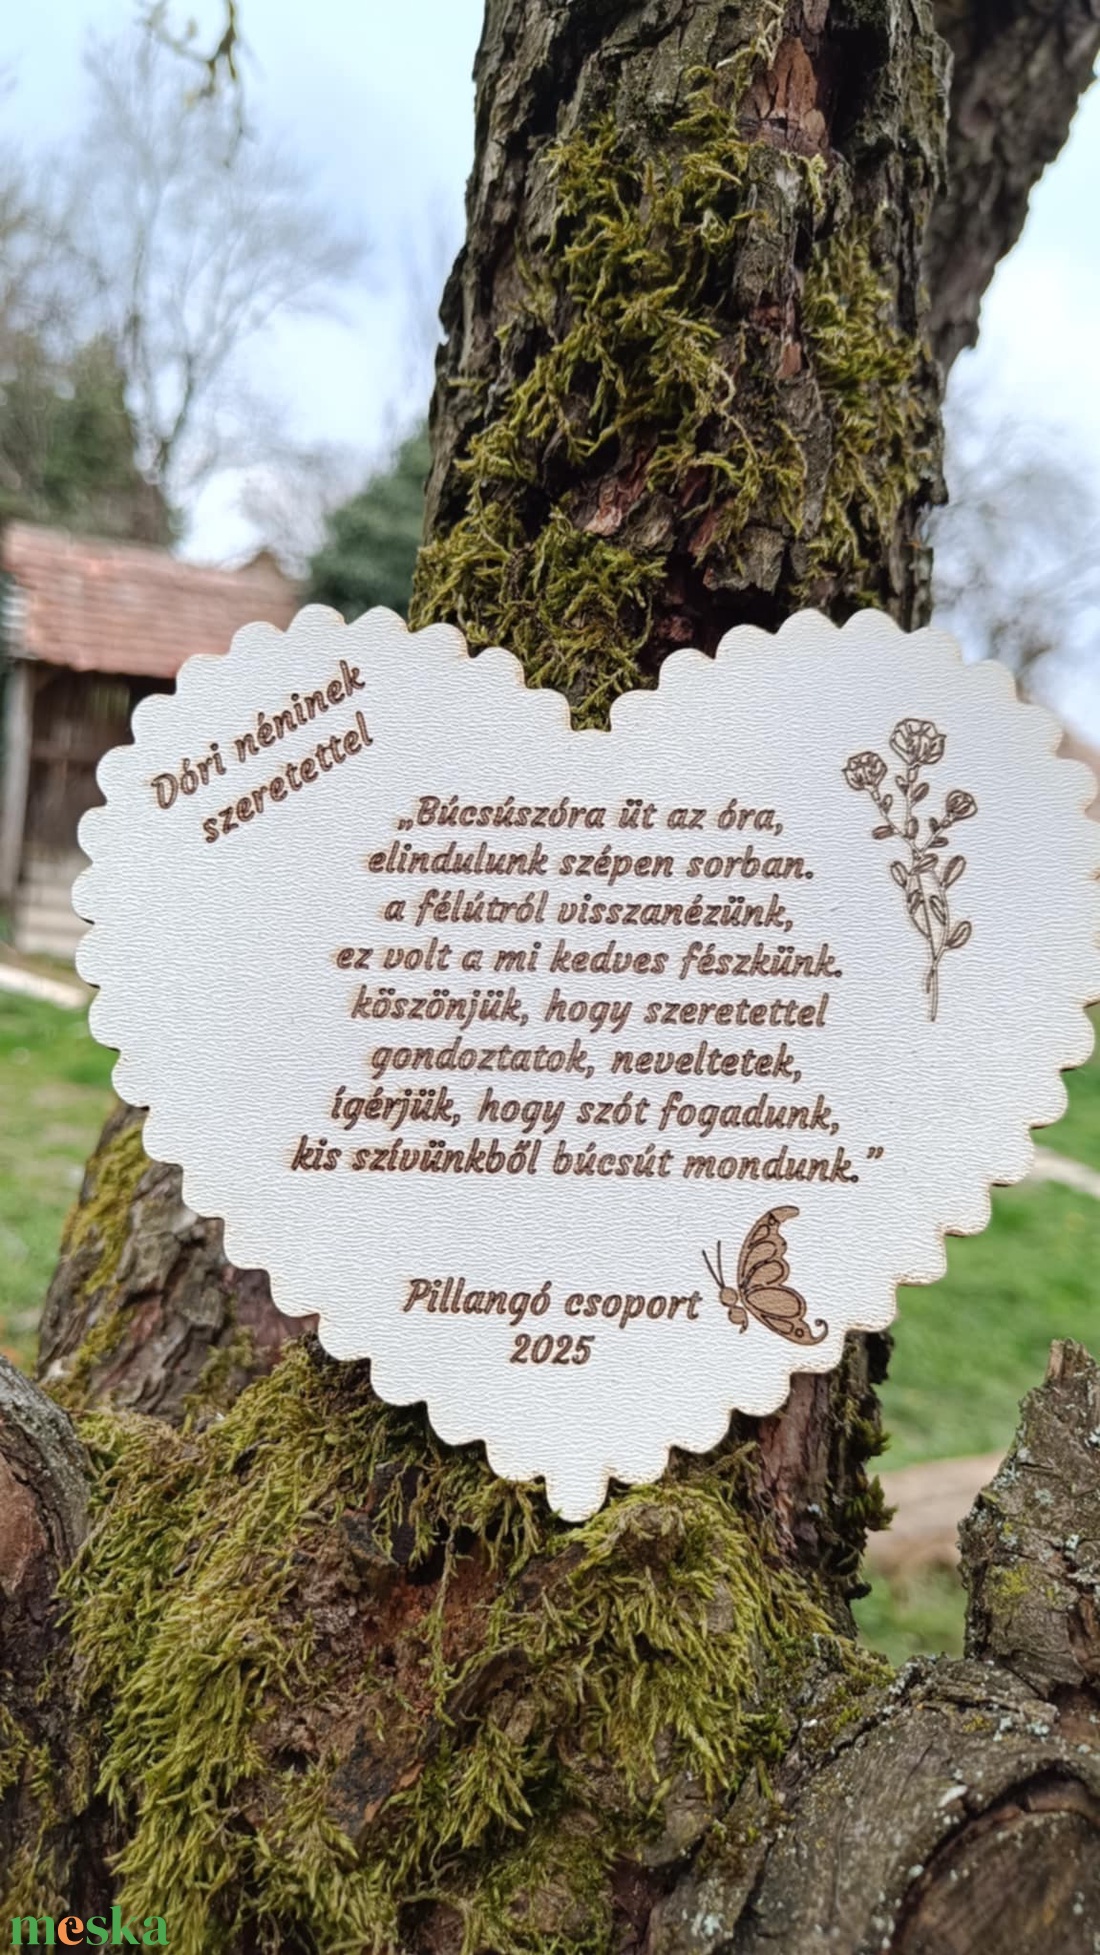 Dóri néninek
szeretettel
„Búcsúszóra üt az óra,
elindulunk szépen sorban.
a félútról visszanézünk,
ez volt a mi kedves fészkünk.
köszönjük, hogy szeretettel
gondoztatok, neveltetek,
ígérjük, hogy szót fogadunk,
kis szívünkből búcsút mondunk.”
Pillangó csoport
2025
meska